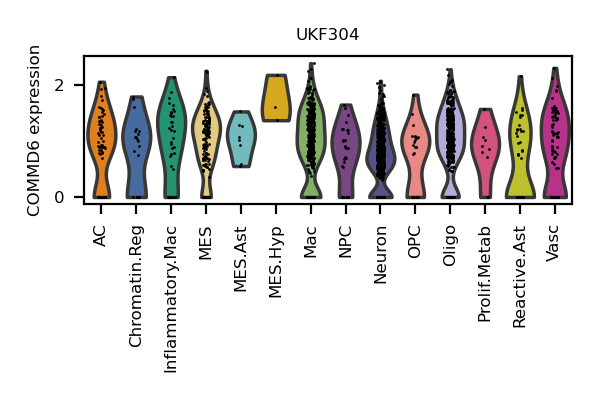 UKF304
COMMD6 expression
2
0
AC
Chromatin.Reg
Inflammatory.Mac
MES
MES.Ast
MES.Hyp
Mac
NPC
Neuron
OPC
Oligo
Prolif.Metab
Reactive.Ast
Vasc